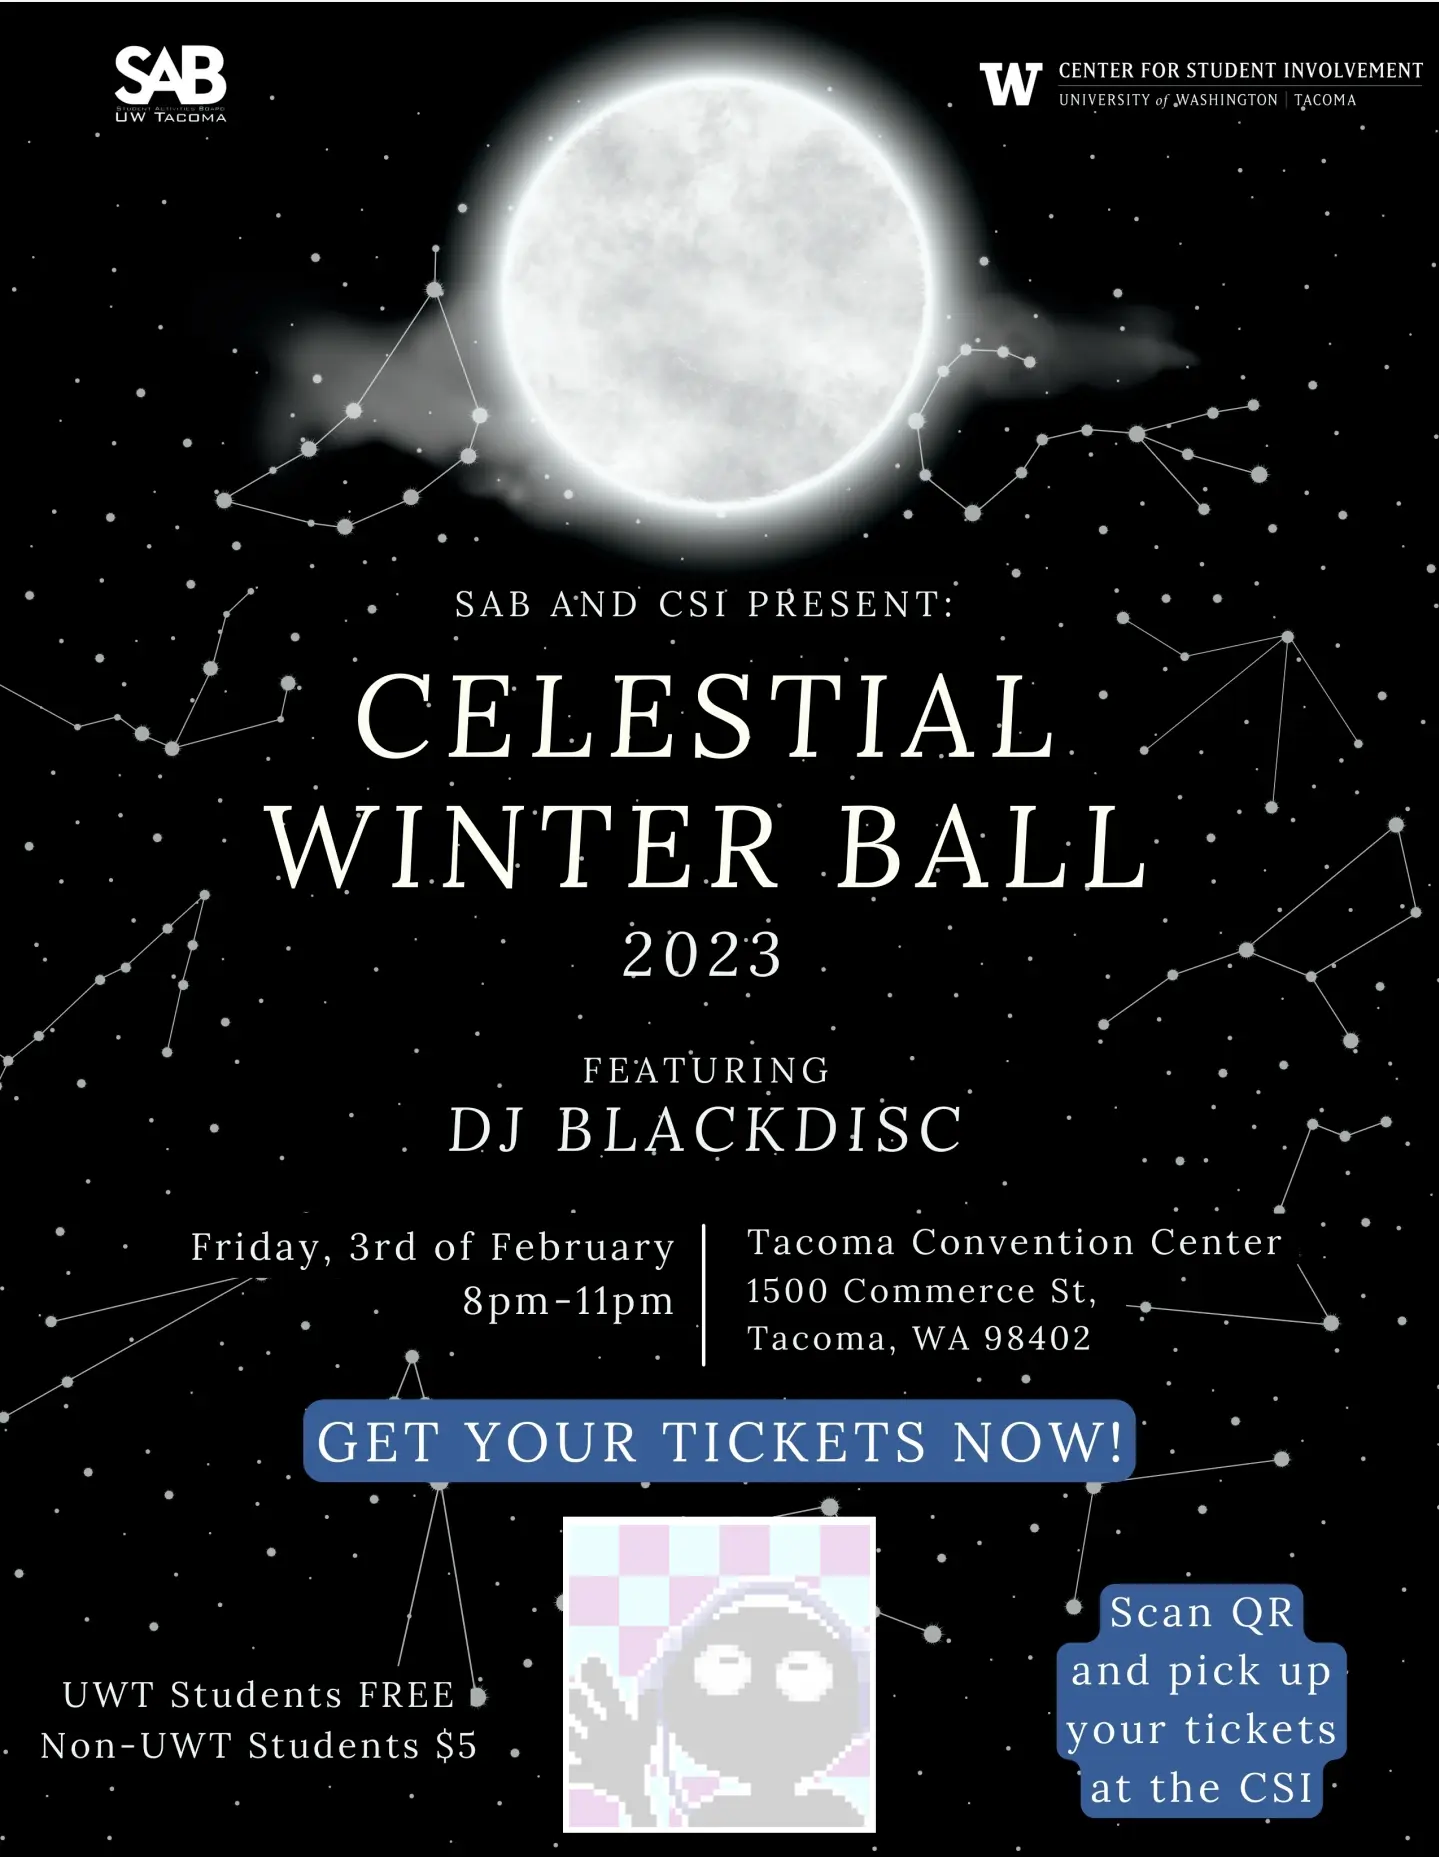 SAB
STUDENT ACTIVITIES BOARD
UW TACOMA
W
CENTER FOR STUDENT INVOLVEMENT
UNIVERSITY of WASHINGTON | TACOMA
SAB AND CSI PRESENT:
CELESTIAL
WINTER BALL
2023
FEATURING
DJ BLACKDISC
Friday, 3rd of February
8pm-11pm
Tacoma Convention Center
1500 Commerce St,
Tacoma, WA 98402
GET YOUR TICKETS NOW!
UWT Students FREE
Non-UWT Students $5
Scan QR
and pick up
your tickets
at the CSI